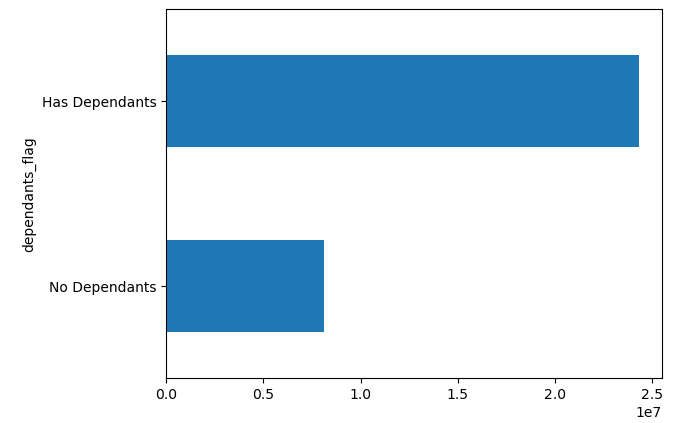 dependants_flag
Has Dependants
No Dependants
0.0 0.5 1.0 1.5 2.0 2.5
1e7